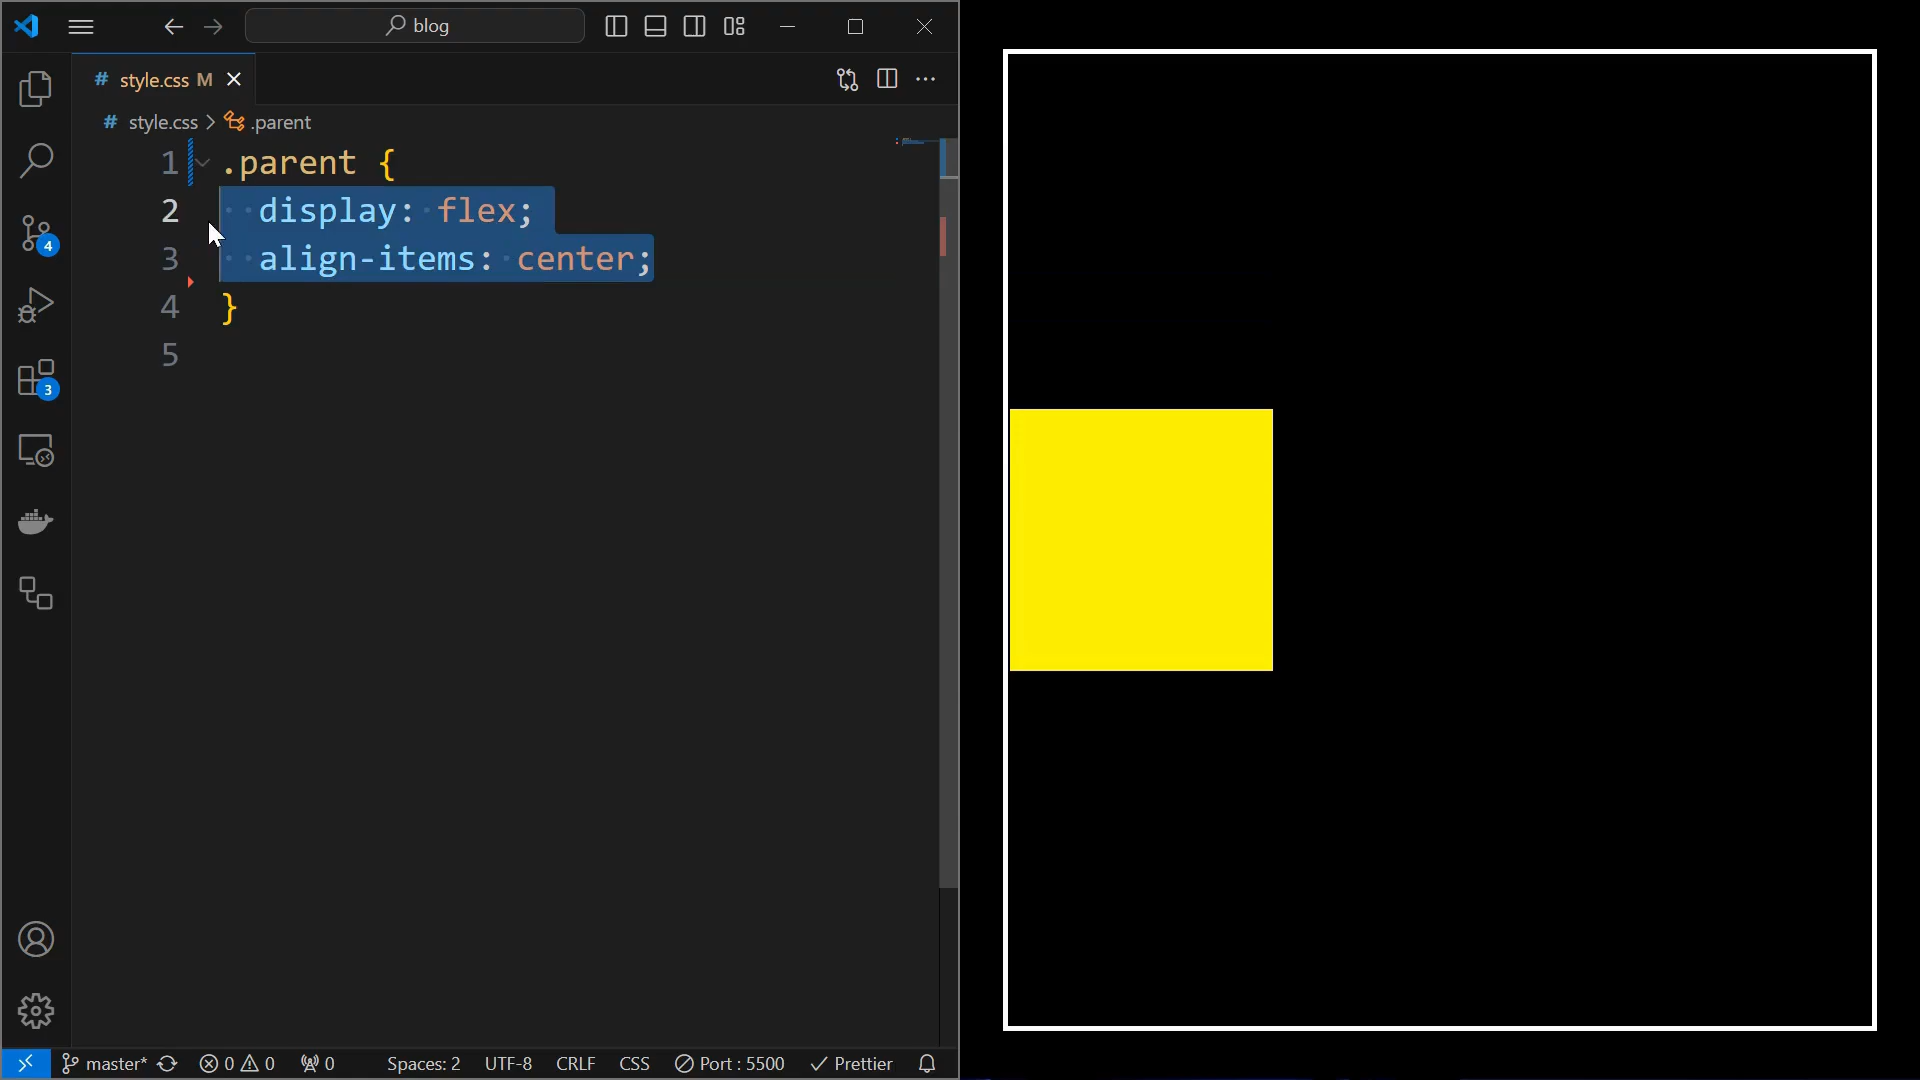 blog
# style.css M
# style.css > .parent
1 .parent {
2 display: flex;
3 align-items: center;
4 }
5
4
3
master* 0 0 0 Spaces: 2 UTF-8 CRLF CSS Port : 5500 Prettier